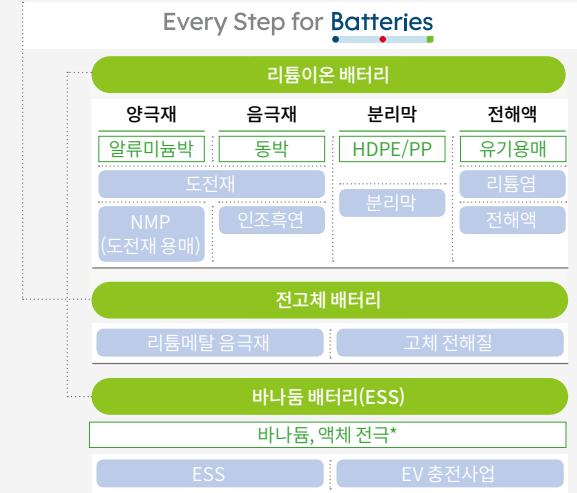 Every Step for Batteries
리튬이온 배터리
양극재 음극재 분리막 전해액
알류미늄박 동박 HDPE/PP 유기용매
도전재 리튬염
분리막
NMP 인조흑연 전해액
(도전재 용매)
전고체 배터리
리튬메탈 음극재 고체 전해질
바나듐 배터리(ESS)
바나듐, 액체 전극*
ESS EV 충전사업